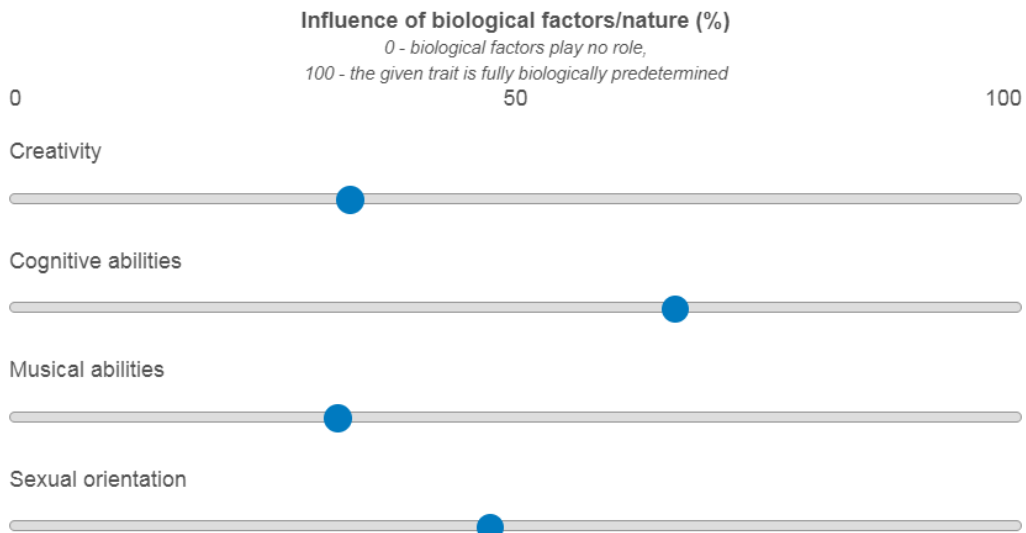 Influence of biological factors/nature (%)
0 - biological factors play no role,
100 - the given trait is fully biologically predetermined
0 50 100
Creativity
Cognitive abilities
Musical abilities
Sexual orientation